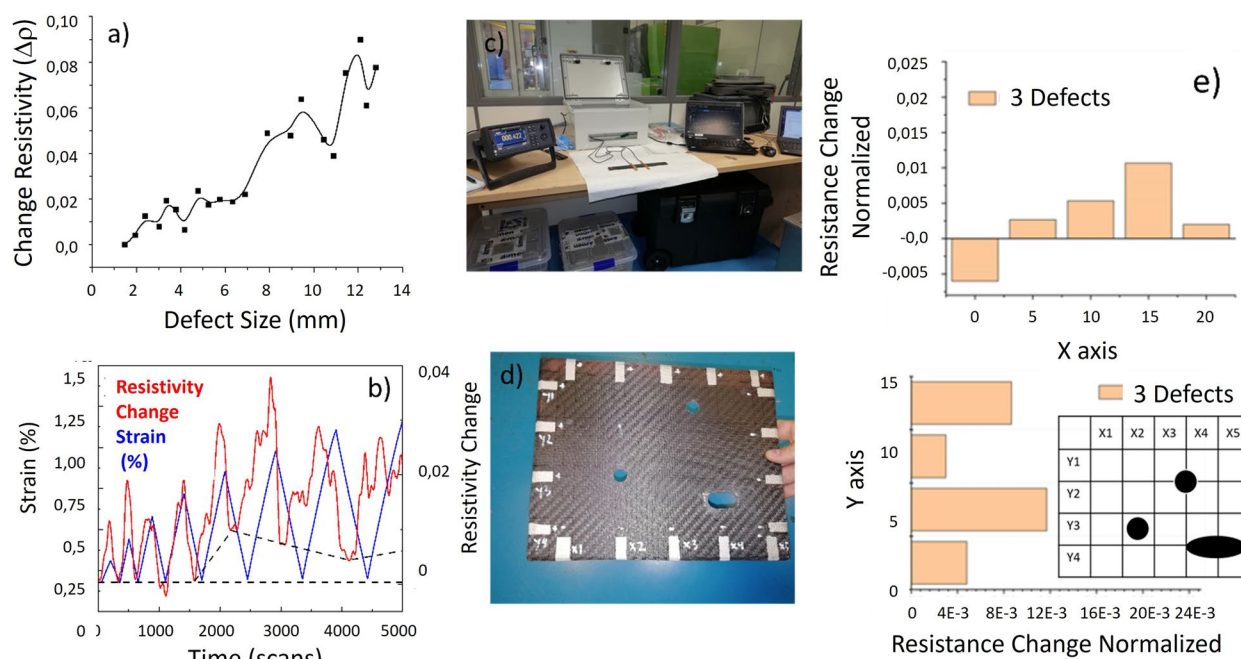 a)
Change Resistivity (Δρ)
0,10
0,08
0,06
0,04
0,02
0,0
0 2 4 6 8 10 12 14
Defect Size (mm)
b)
Resistivity
Change
Strain
(%)
Strain (%)
1,5
1,25
1,00
0,75
0,5
0,25
0
0,04
0,02
0
Resistivity Change
0 1000 2000 3000 4000 5000
Time (scans)
c)
000.422
d)
Y1
Y2
Y3
Y4
X1 X2 X3 X4 X5
e)
3 Defects
Resistance Change
Normalized
0,025
0,02
0,015
0,01
0,005
-0,0
-0,005
0 5 10 15 20
X axis
3 Defects
Y axis
15
10
5
0
X1 X2 X3 X4 X5
Y1
Y2
Y3
Y4
0 4E-3 8E-3 12E-3 16E-3 20E-3 24E-3
Resistance Change Normalized